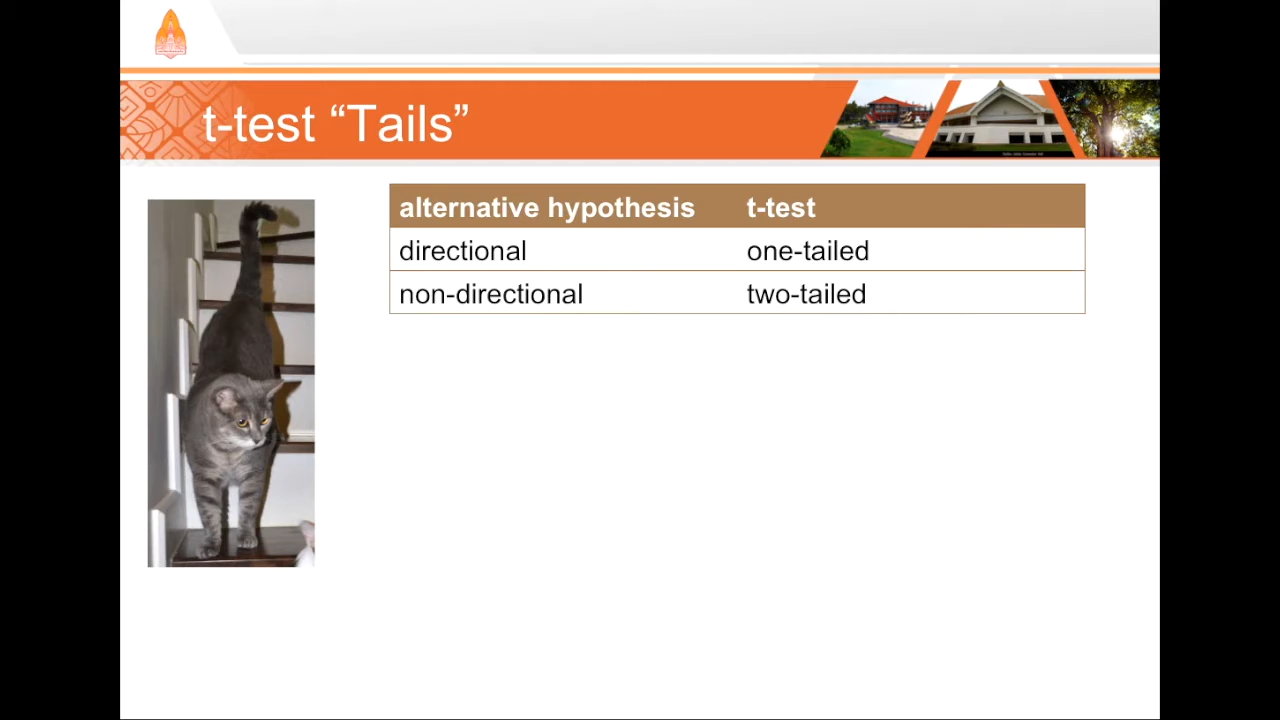 t-test “Tails”
alternative hypothesis t-test
directional one-tailed
non-directional two-tailed